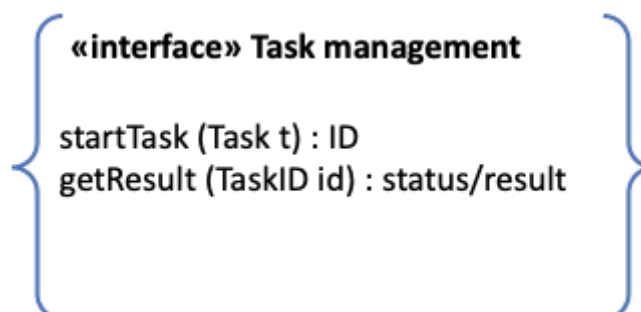 «interface» Task management
startTask (Task t) : ID
getResult (TaskID id) : status/result